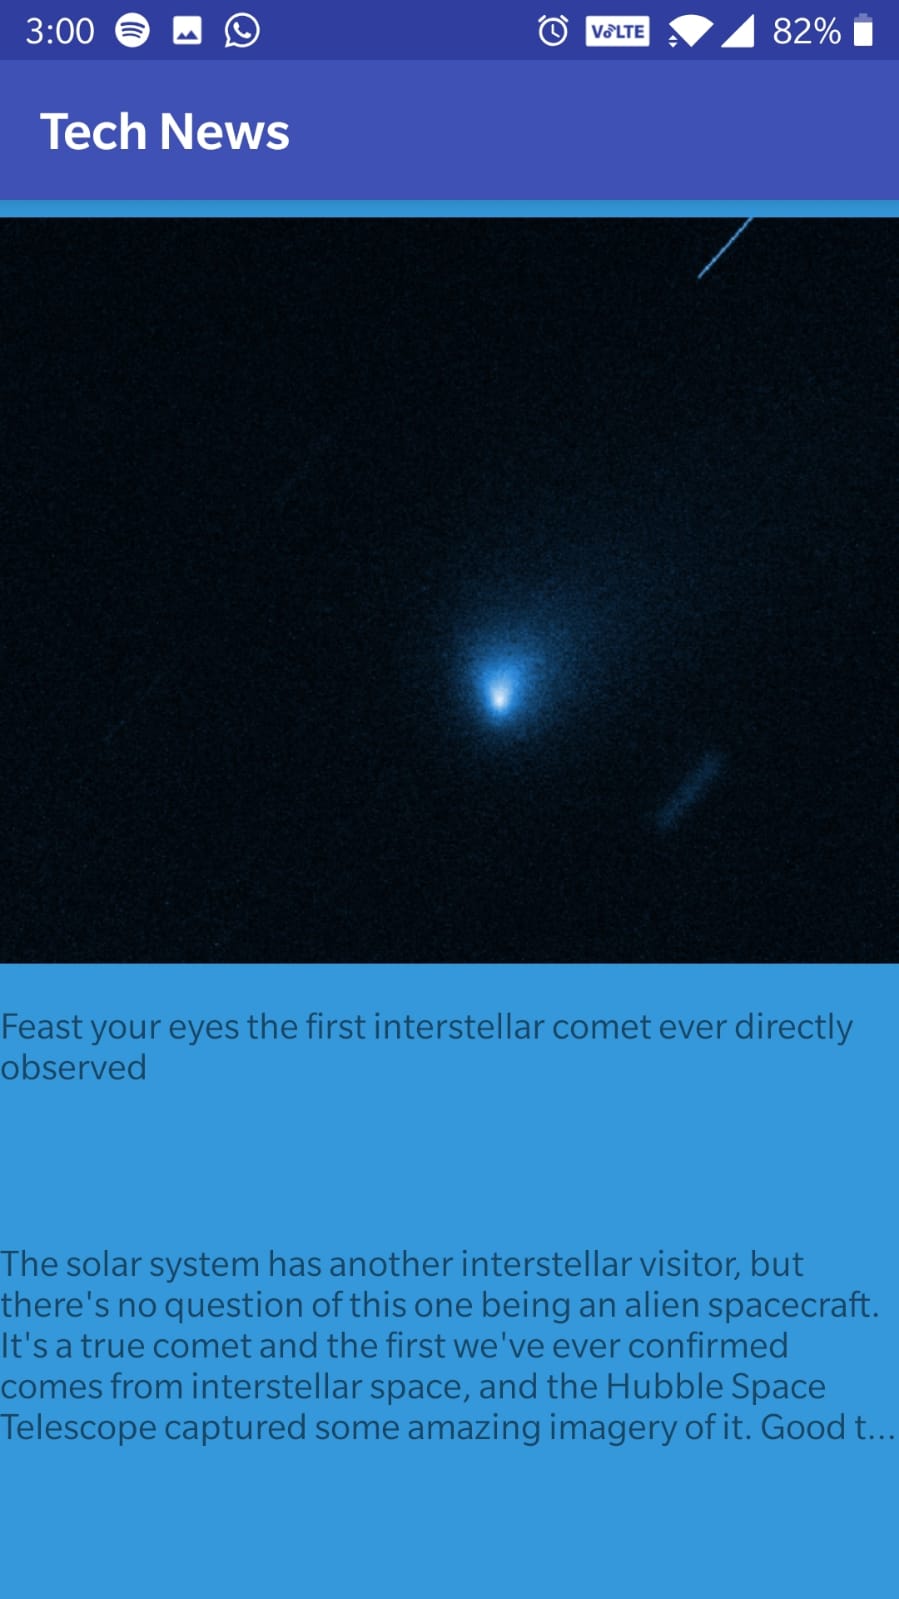 3:00 VoLTE 82%
Tech News
Feast your eyes the first interstellar comet ever directly
observed
The solar system has another interstellar visitor, but
there's no question of this one being an alien spacecraft.
It's a true comet and the first we've ever confirmed
comes from interstellar space, and the Hubble Space
Telescope captured some amazing imagery of it. Good t…